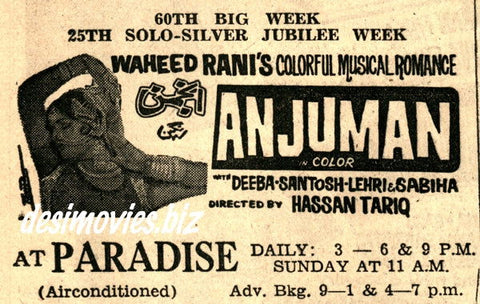 60TH BIG WEEK
25TH SOLO-SILVER JUBILEE WEEK
WAHEED RANI'S COLORFUL MUSICAL ROMANCE
انجمن
ANJUMAN
IN COLOR
WITH DEEBA-SANTOSH-LEHRI & SABIHA
DIRECTED BY HASSAN TARIQ
desimovies.biz
AT PARADISE
(Airconditioned)
DAILY: 3 — 6 & 9 P.M.
SUNDAY AT 11 A.M.
Adv. Bkg. 9—1 & 4—7 p.m.